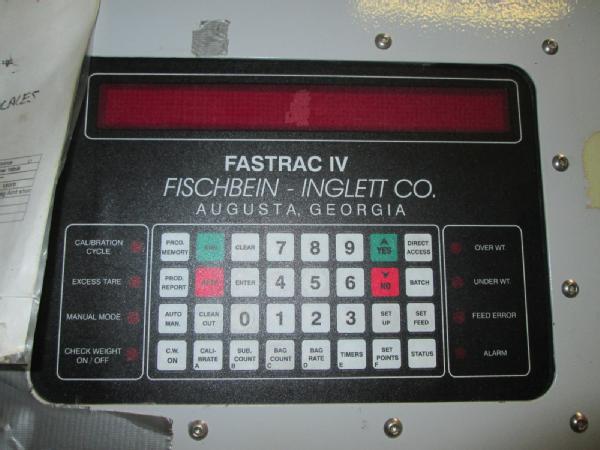 CALES
FASTRAC IV
FISCHBEIN - INGLETT CO.
AUGUSTA, GEORGIA
CALIBRATION
CYCLE
EXCESS TARE
MANUAL MODE
CHECK WEIGHT
ON / OFF
PROD.
MEMORY
CLEAR
7 8 9
YES
DIRECT
ACCESS
PROD.
REPORT
ENTER
4 5 6
NO
BATCH
AUTO
MAN.
CLEAN
OUT
0 1 2 3
SET
UP
SET
FEED
C.W.
ON
CALI-
BRATE
A
SUB.
COUNT
B
BAG
COUNT
C
BAG
RATE
D
TIMERS
E
SET
POINTS
F
STATUS
OVER WT.
UNDER WT.
FEED ERROR
ALARM